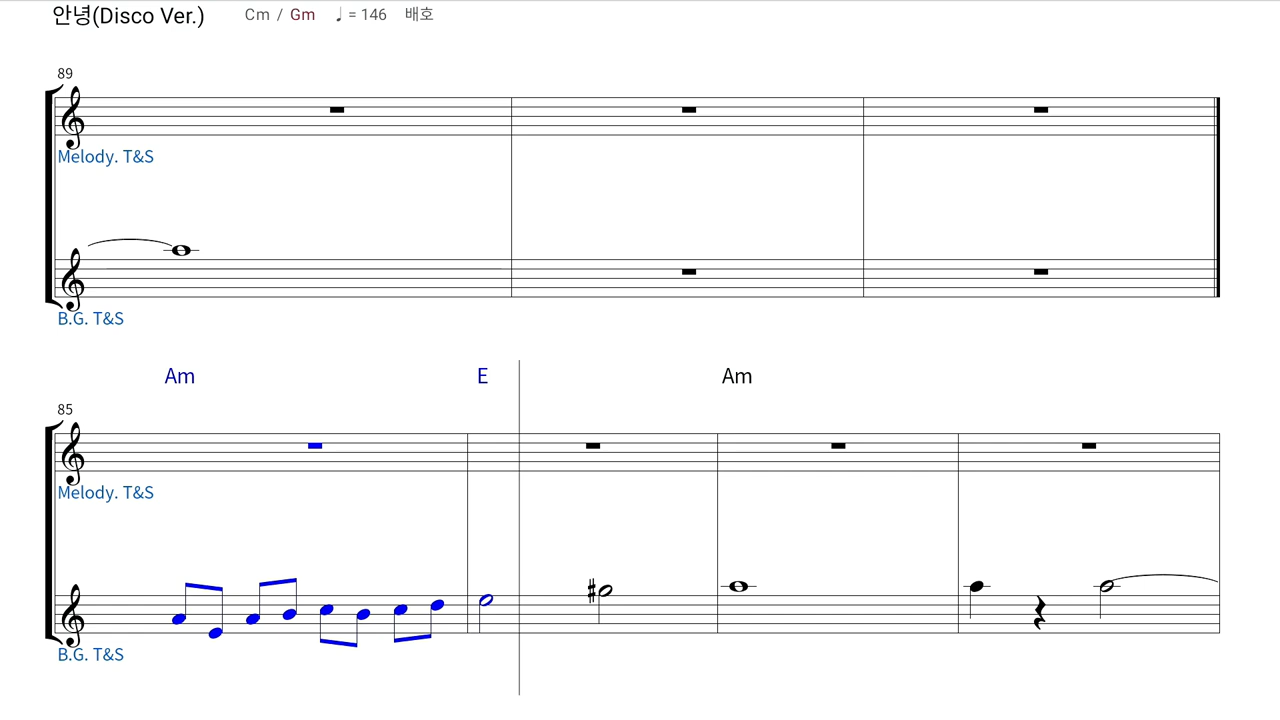 안녕(Disco Ver.) Cm / Gm ♩ = 146 배호
89
Melody. T&S
B.G. T&S
Am E Am
85
Melody. T&S
B.G. T&S